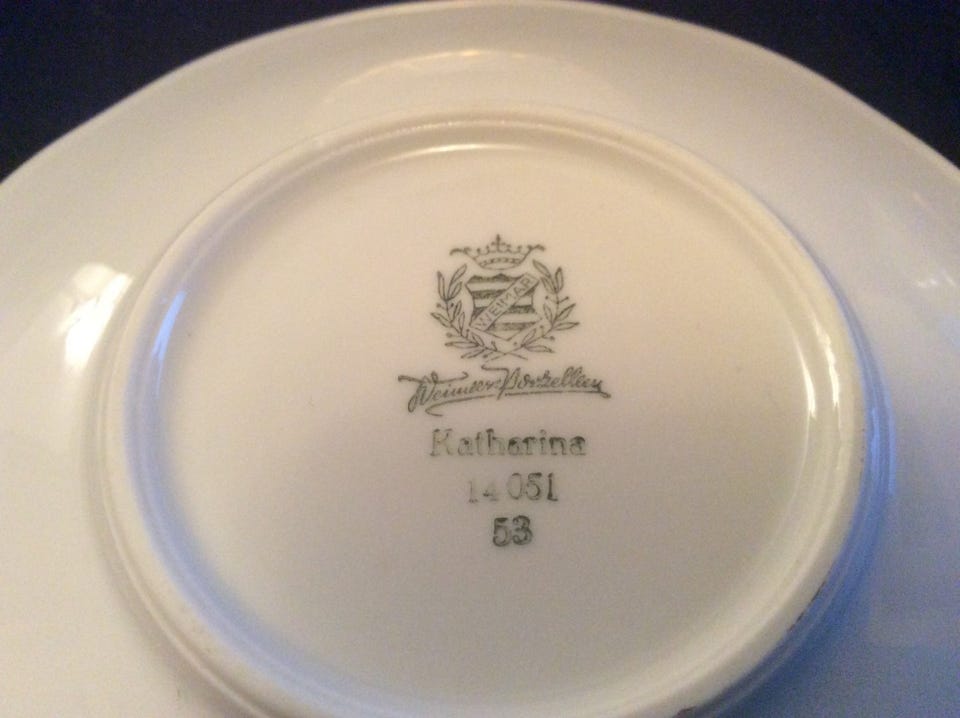 WEIMAR
Weimar Porzellan
Katharina
14 051
53